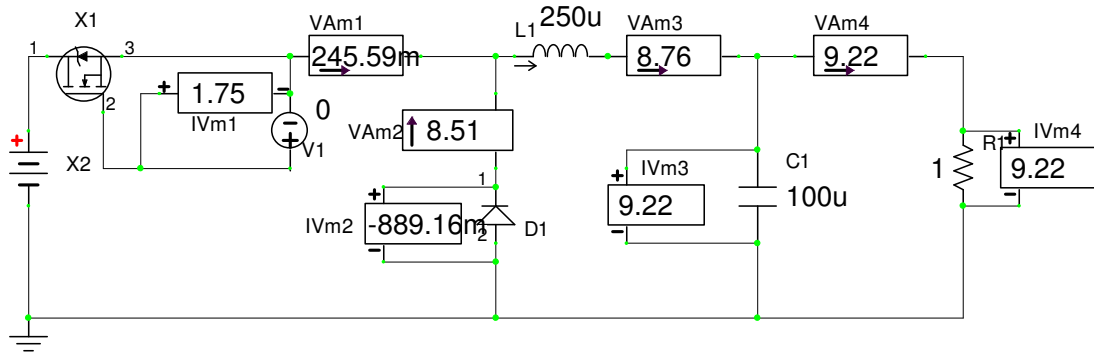 X1
1
3
2
+
X2
+
1.75
-
IVm1
0
V1
VAm1
245.59m
VAm2
8.51
+
-889.16m
-
IVm2
1
2
D1
L1
250u
VAm3
8.76
+
IVm3
9.22
-
C1
100u
VAm4
9.22
R1
1
+
IVm4
9.22
-